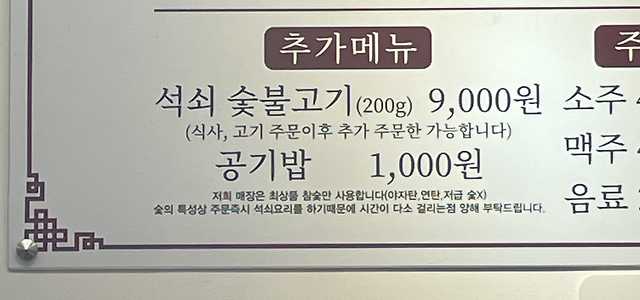 추가메뉴
석쇠 숯불고기(200g) 9,000원
(식사, 고기 주문이후 추가 주문한 가능합니다)
공기밥 1,000원
저희 매장은 최상품 참숯만 사용합니다(야자탄,연탄,저급 숯X)
숯의 특성상 주문즉시 석쇠요리를 하기때문에 시간이 다소 걸리는점 양해 부탁드립니다.
주
소주
맥주
음료